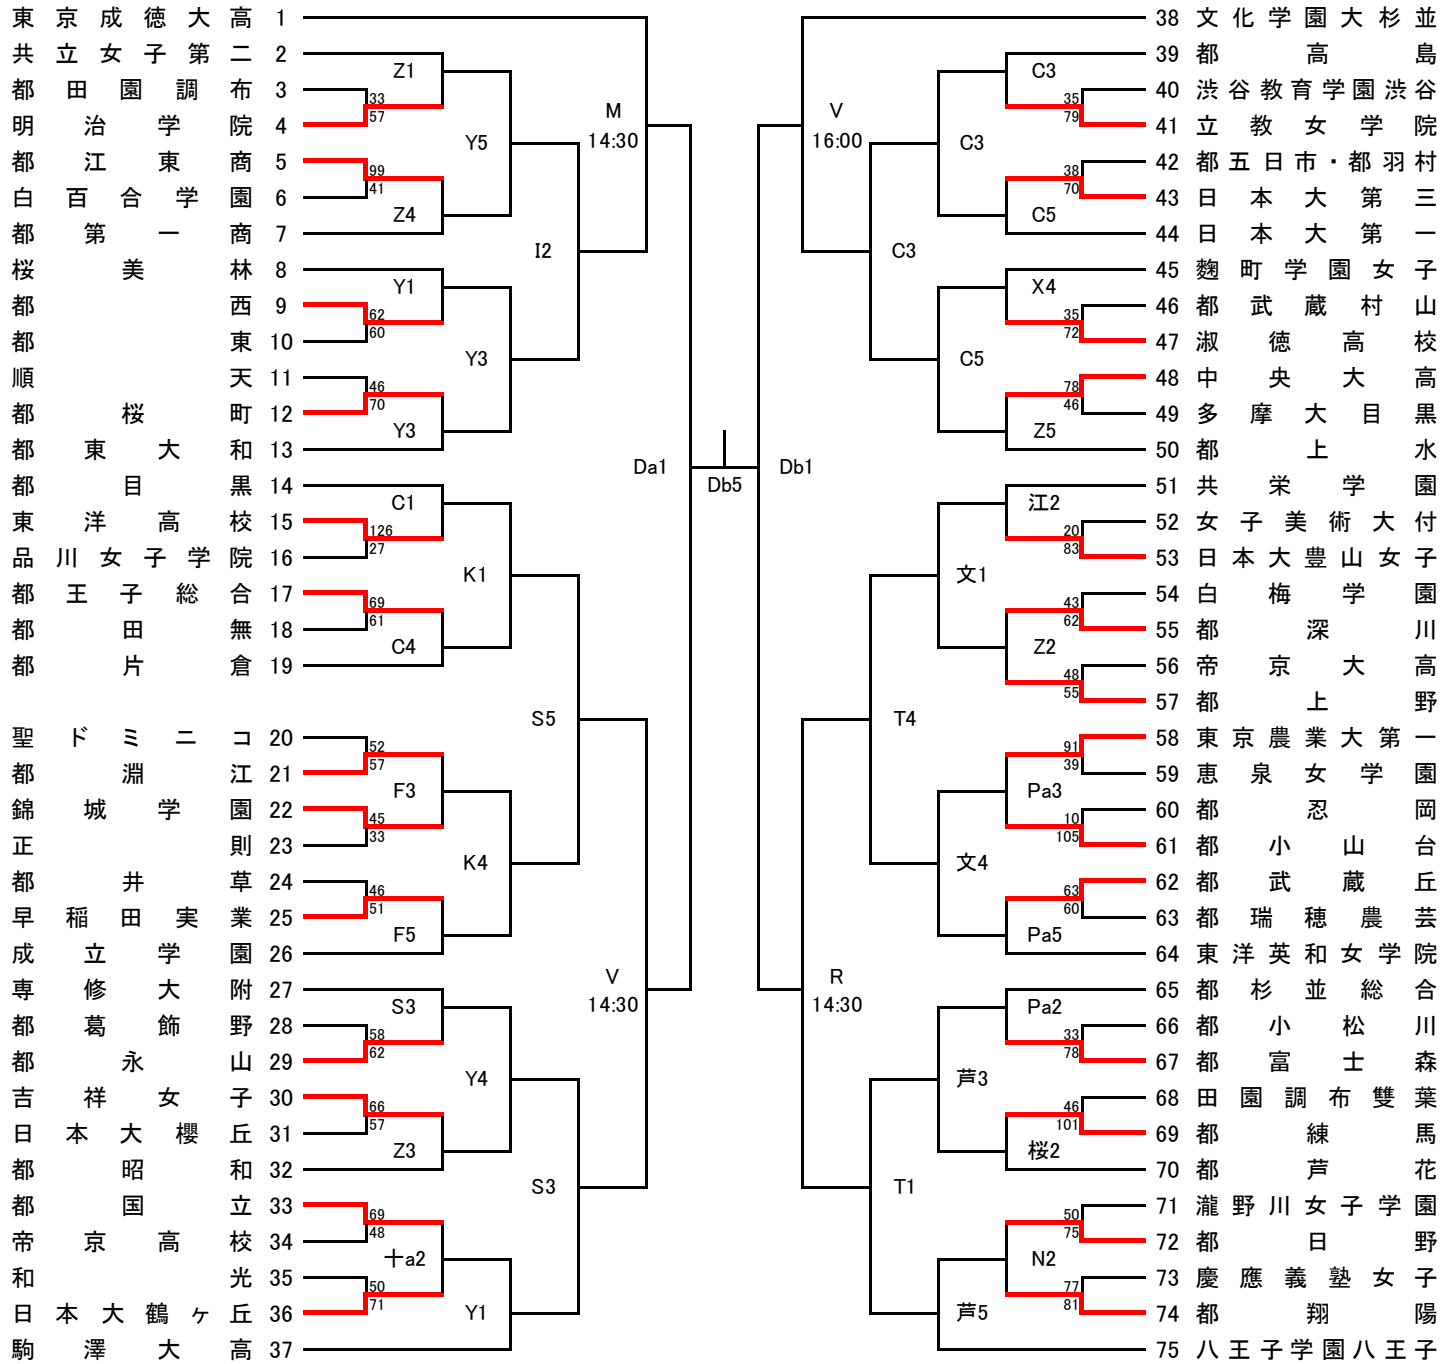 東京成徳大高 1
共立女子第二 2
都田園調布 3
明治学院 4
都江東商 5
白百合学園 6
都第一商 7
桜美林 8
都西 9
都東 10
順天 11
都桜町 12
都東大和 13
都目黒 14
東洋高校 15
品川女子学院 16
都王子総合 17
都田無 18
都片倉 19
聖ドミニコ 20
都淵江 21
錦城学園 22
正則 23
都井草 24
早稲田実業 25
成立学園 26
専修大附 27
都葛飾野 28
都永山 29
吉祥女子 30
日本大櫻丘 31
都昭和 32
都国立 33
帝京高校 34
和光 35
日本大鶴ヶ丘 36
駒澤大高 37
Z1
33
57
Y5
99
41
Z4
I2
M
14:30
Y1
62
60
Y3
46
70
Y3
C1
126
27
K1
69
61
C4
S5
52
57
F3
45
33
K4
46
51
F5
V
14:30
S3
58
62
Y4
66
57
Z3
S3
69
48
十a2
50
71
Y1
Da1
Db5
Db1
V
16:00
C3
35
79
C3
38
70
C5
C3
X4
35
72
C5
78
46
Z5
江2
20
83
文1
43
62
Z2
48
55
T4
91
39
Pa3
10
105
文4
63
60
Pa5
R
14:30
Pa2
33
78
芦3
46
101
桜2
T1
50
75
N2
77
81
芦5
38 文化学園大杉並
39 都高島
40 渋谷教育学園渋谷
41 立教女学院
42 都五日市・都羽村
43 日本大第三
44 日本大第一
45 麴町学園女子
46 都武蔵村山
47 淑徳高校
48 中央大高
49 多摩大目黒
50 都上水
51 共栄学園
52 女子美術大付
53 日本大豊山女子
54 白梅学園
55 都深川
56 帝京大高
57 都上野
58 東京農業大第一
59 恵泉女学園
60 都忍岡
61 都小山台
62 都武蔵丘
63 都瑞穂農芸
64 東洋英和女学院
65 都杉並総合
66 都小松川
67 都富士森
68 田園調布雙葉
69 都練馬
70 都芦花
71 瀧野川女子学園
72 都日野
73 慶應義塾女子
74 都翔陽
75 八王子学園八王子